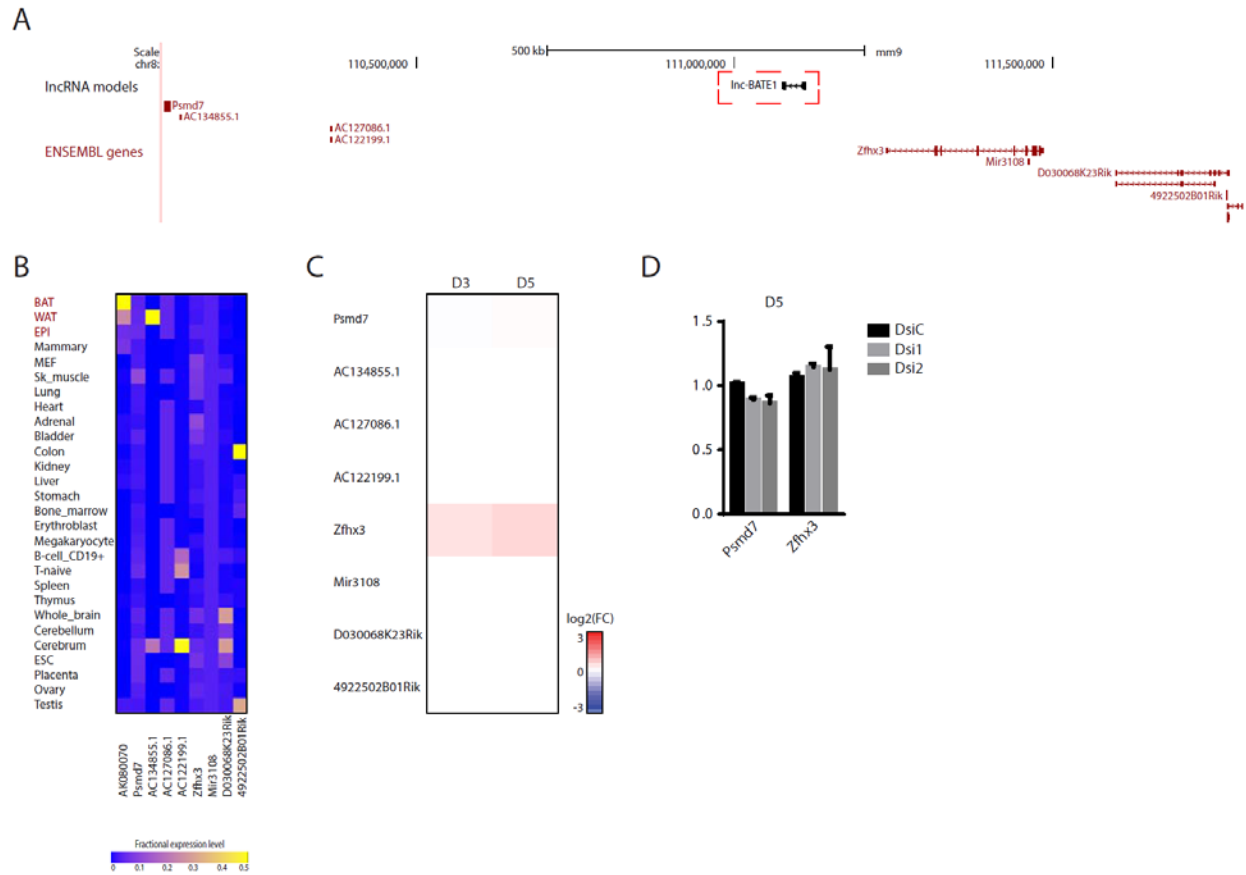 A
Scale
chr8:
500 kb
mm9
110,500,000
111,000,000
111,500,000
lncRNA models
lnc-BATE1
Psmd7
AC134855.1
AC127086.1
AC122199.1
ENSEMBL genes
Zfhx3
Mir3108
D030068K23Rik
4922502B01Rik
B
BAT
WAT
EPI
Mammary
MEF
Sk_muscle
Lung
Heart
Adrenal
Bladder
Colon
Kidney
Liver
Stomach
Bone_marrow
Erythroblast
Megakaryocyte
B-cell_CD19+
T-naive
Spleen
Thymus
Whole_brain
Cerebellum
Cerebrum
ESC
Placenta
Ovary
Testis
AK080070
Psmd7
AC134855.1
AC127086.1
AC122199.1
Zfhx3
Mir3108
D030068K23Rik
4922502B01Rik
Fractional expression level
0 0.1 0.2 0.3 0.4 0.5
C
D3 D5
Psmd7
AC134855.1
AC127086.1
AC122199.1
Zfhx3
Mir3108
D030068K23Rik
4922502B01Rik
log2(FC)
3
0
-3
D
D5
1.5
1.0
0.5
0.0
Psmd7
Zfhx3
DsiC
Dsi1
Dsi2